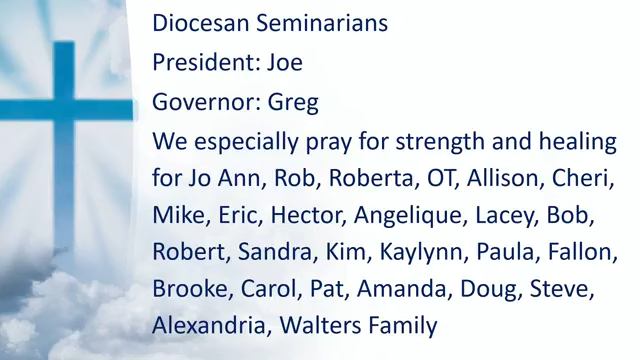 Diocesan Seminarians
President: Joe
Governor: Greg
We especially pray for strength and healing
for Jo Ann, Rob, Roberta, OT, Allison, Cheri,
Mike, Eric, Hector, Angelique, Lacey, Bob,
Robert, Sandra, Kim, Kaylynn, Paula, Fallon,
Brooke, Carol, Pat, Amanda, Doug, Steve,
Alexandria, Walters Family